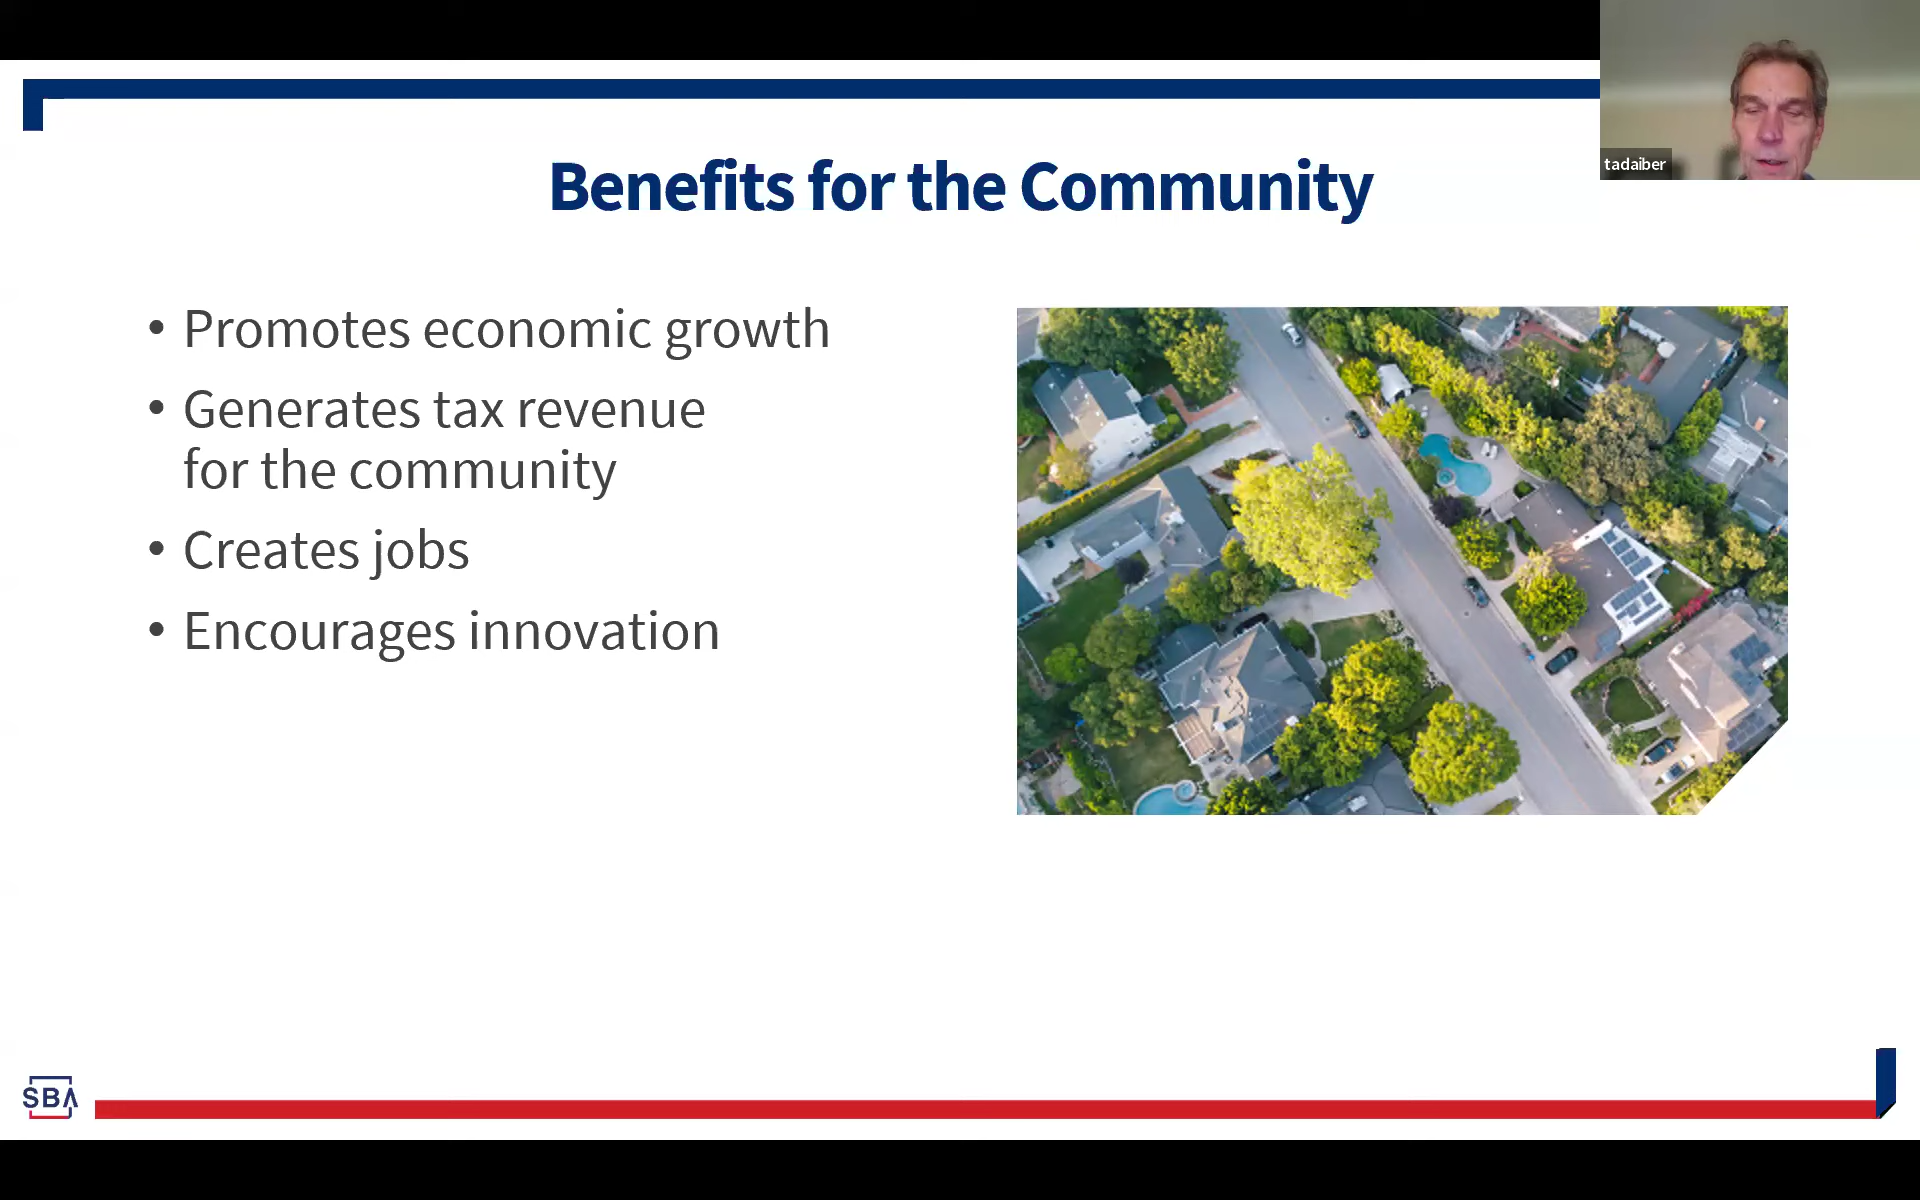 tadaiber
Benefits for the Community
• Promotes economic growth
• Generates tax revenue
for the community
• Creates jobs
• Encourages innovation
SBA